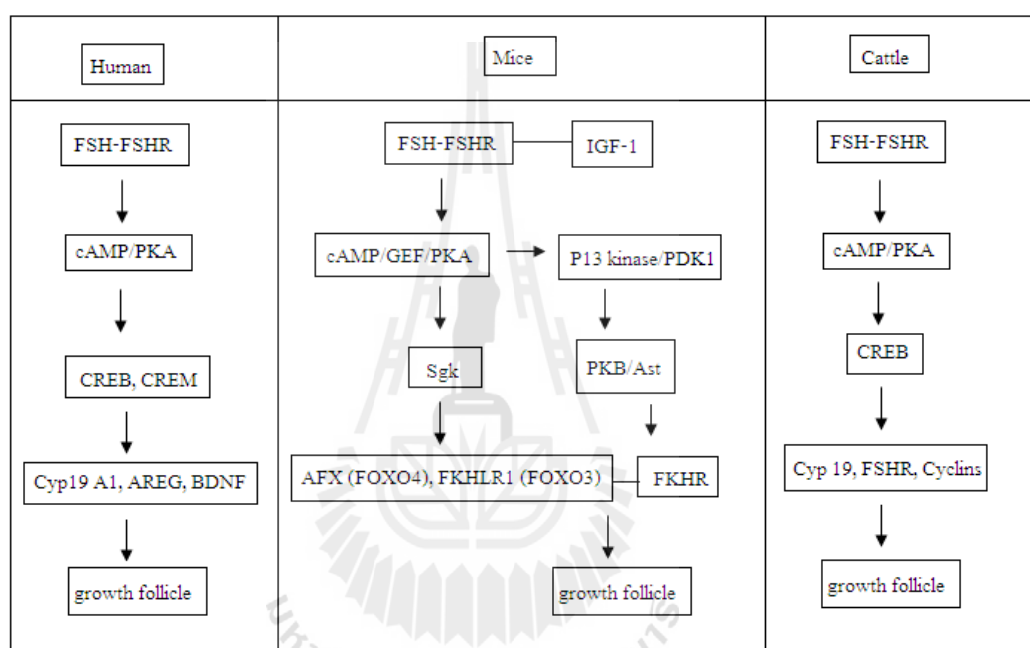 Human
Mice
Cattle
FSH-FSHR
cAMP/PKA
CREB, CREM
Cyp19 A1, AREG, BDNF
growth follicle
FSH-FSHR
IGF-1
cAMP/GEF/PKA
P13 kinase/PDK1
Sgk
PKB/Ast
AFX (FOXO4), FKHLR1 (FOXO3)
FKHR
growth follicle
FSH-FSHR
cAMP/PKA
CREB
Cyp 19, FSHR, Cyclins
growth follicle